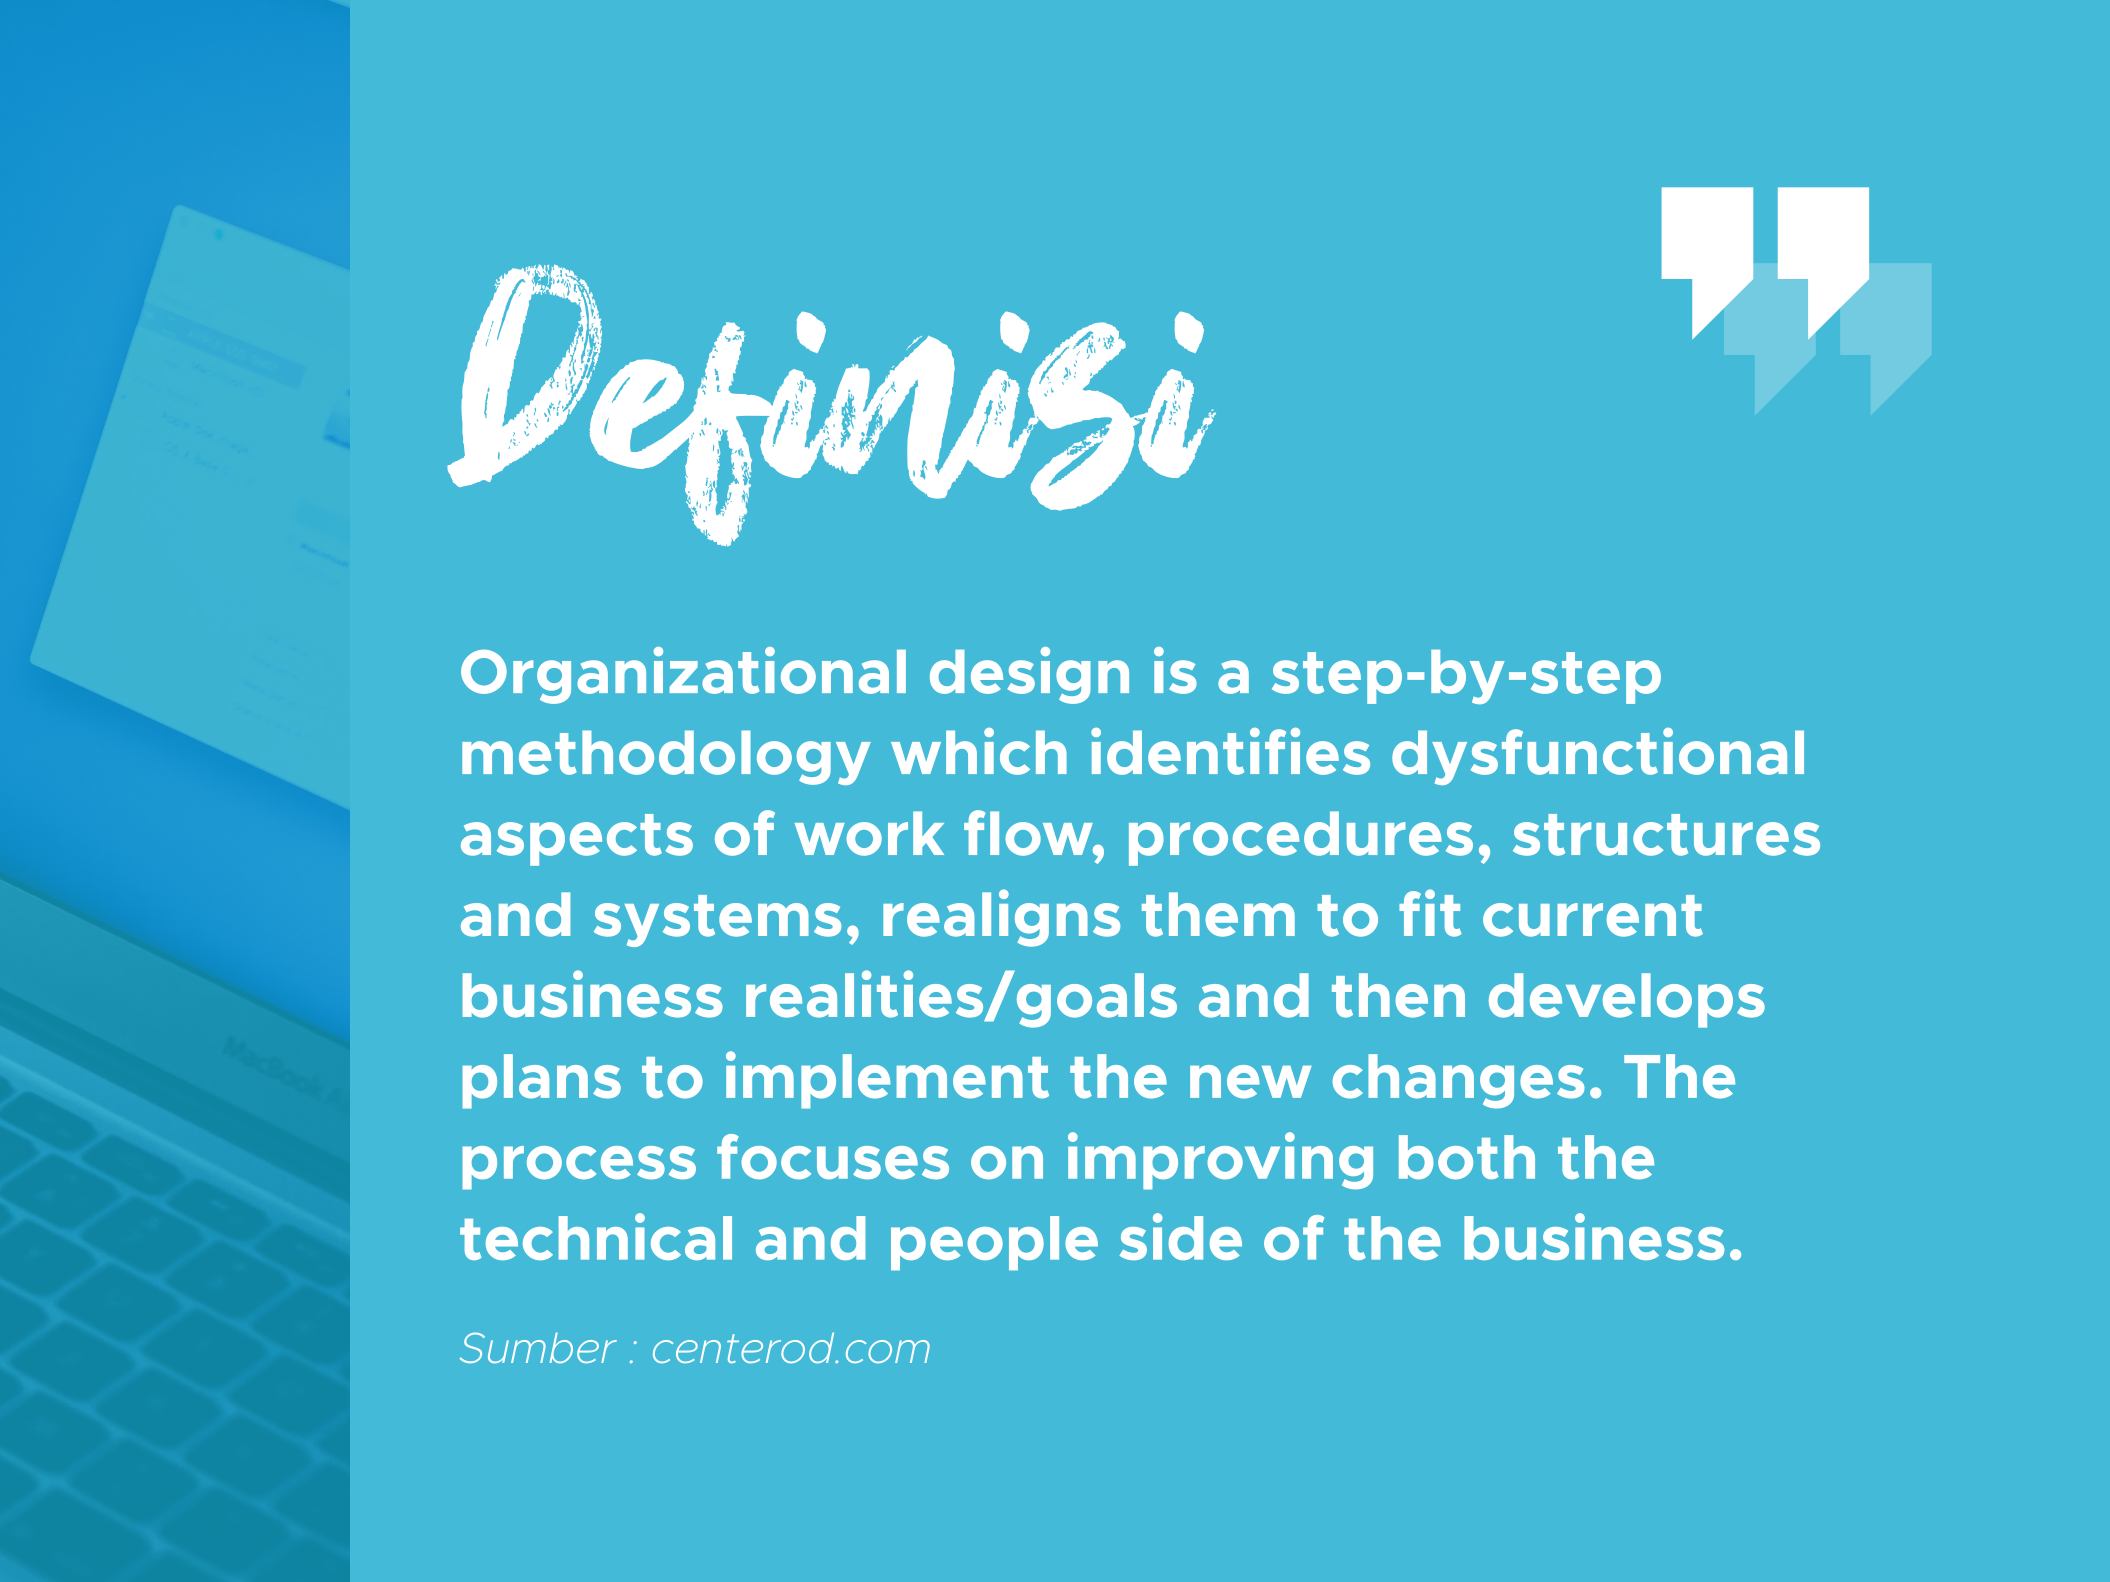 Definisi
Organizational design is a step-by-step
methodology which identifies dysfunctional
aspects of work flow, procedures, structures
and systems, realigns them to fit current
business realities/goals and then develops
plans to implement the new changes. The
process focuses on improving both the
technical and people side of the business.
Sumber : centerod.com
MacBook